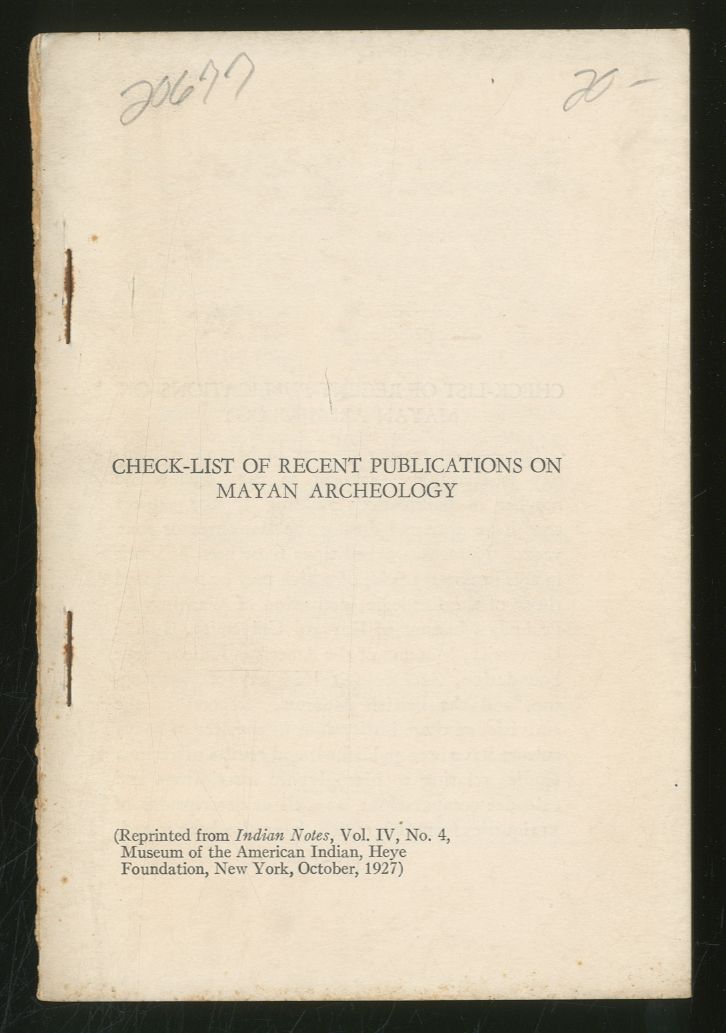 20677 20-
CHECK-LIST OF RECENT PUBLICATIONS ON
MAYAN ARCHEOLOGY
(Reprinted from Indian Notes, Vol. IV, No. 4,
Museum of the American Indian, Heye
Foundation, New York, October, 1927)